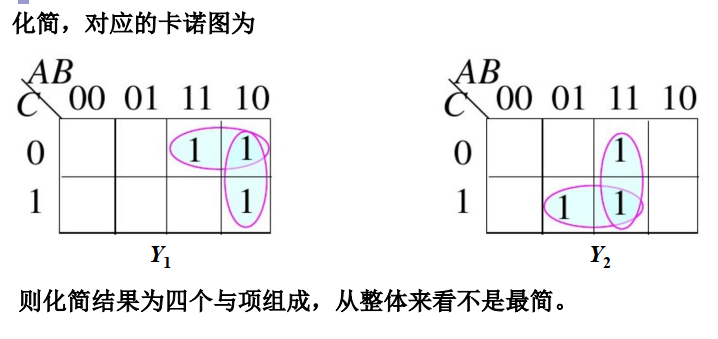 化简，对应的卡诺图为
AB AB
C 00 01 11 10 C 00 01 11 10
0 1 1 0 1
1 1 1 1 1
Y1 Y2
则化简结果为四个与项组成，从整体来看不是最简。